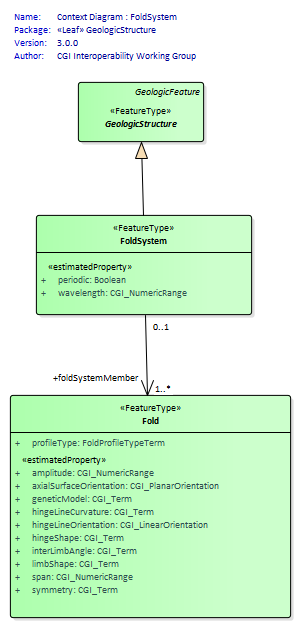 Name: Context Diagram : FoldSystem
Package: «Leaf» GeologicStructure
Version: 3.0.0
Author: CGI Interoperability Working Group
GeologicFeature
«FeatureType»
GeologicStructure
«FeatureType»
FoldSystem
«estimatedProperty»
+ periodic: Boolean
+ wavelength: CGI_NumericRange
0..1
+foldSystemMember
1..*
«FeatureType»
Fold
+ profileType: FoldProfileTypeTerm
«estimatedProperty»
+ amplitude: CGI_NumericRange
+ axialSurfaceOrientation: CGI_PlanarOrientation
+ geneticModel: CGI_Term
+ hingeLineCurvature: CGI_Term
+ hingeLineOrientation: CGI_LinearOrientation
+ hingeShape: CGI_Term
+ interLimbAngle: CGI_Term
+ limbShape: CGI_Term
+ span: CGI_NumericRange
+ symmetry: CGI_Term